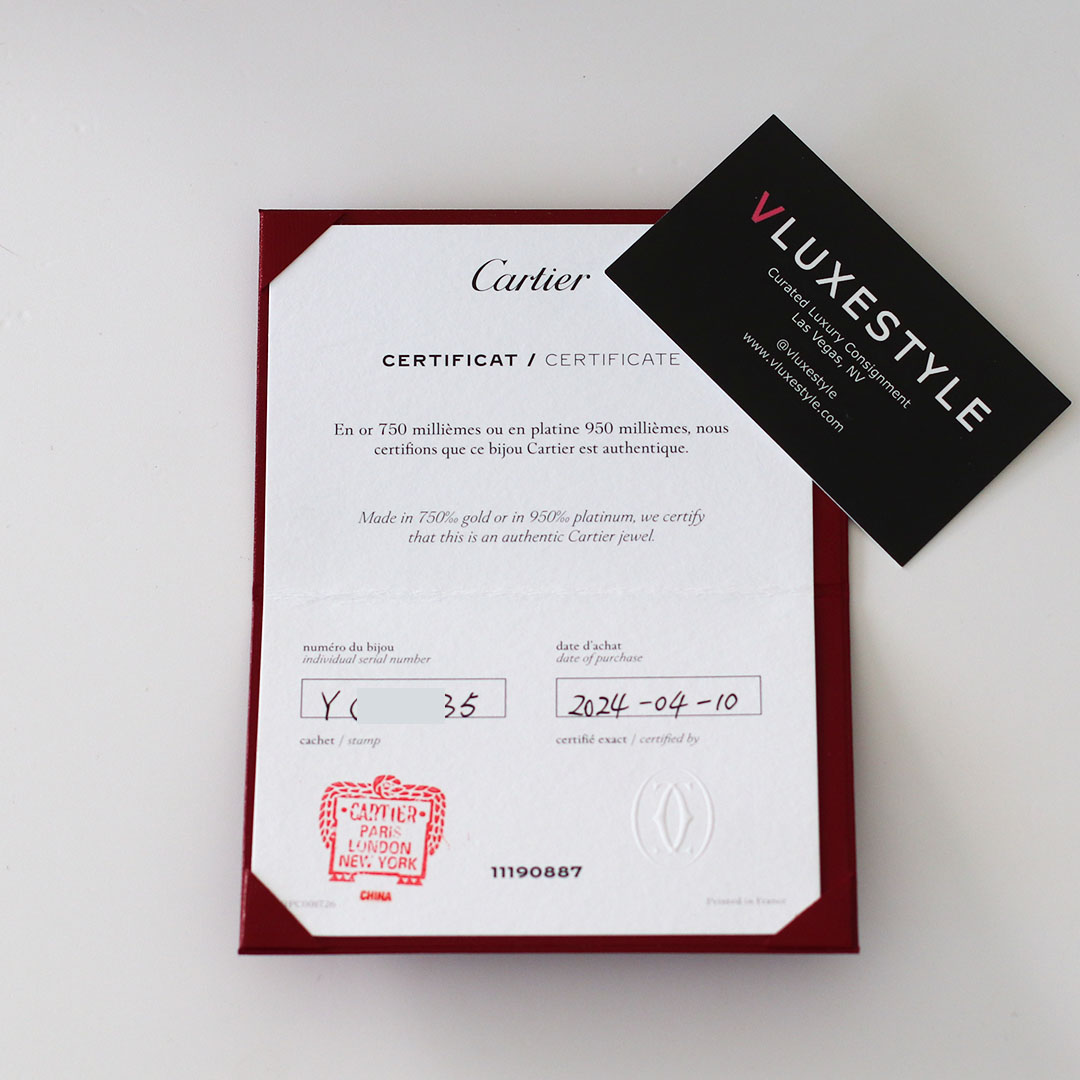 Cartier
CERTIFICAT / CERTIFICATE
En or 750 millièmes ou en platine 950 millièmes, nous
certifions que ce bijou Cartier est authentique.
Made in 750‰ gold or in 950‰ platinum, we certify
that this is an authentic Cartier jewel.
numéro du bijou
individual serial number
Y
35
cachet / stamp
date d'achat
date of purchase
2024-04-10
certifié exact / certified by
CARTIER
PARIS
LONDON
NEW YORK
CHINA
11190887
Printed in France
VLUXESTYLE
Curated Luxury Consignment
Las Vegas, NV
@vluxestyle
www.vluxestyle.com